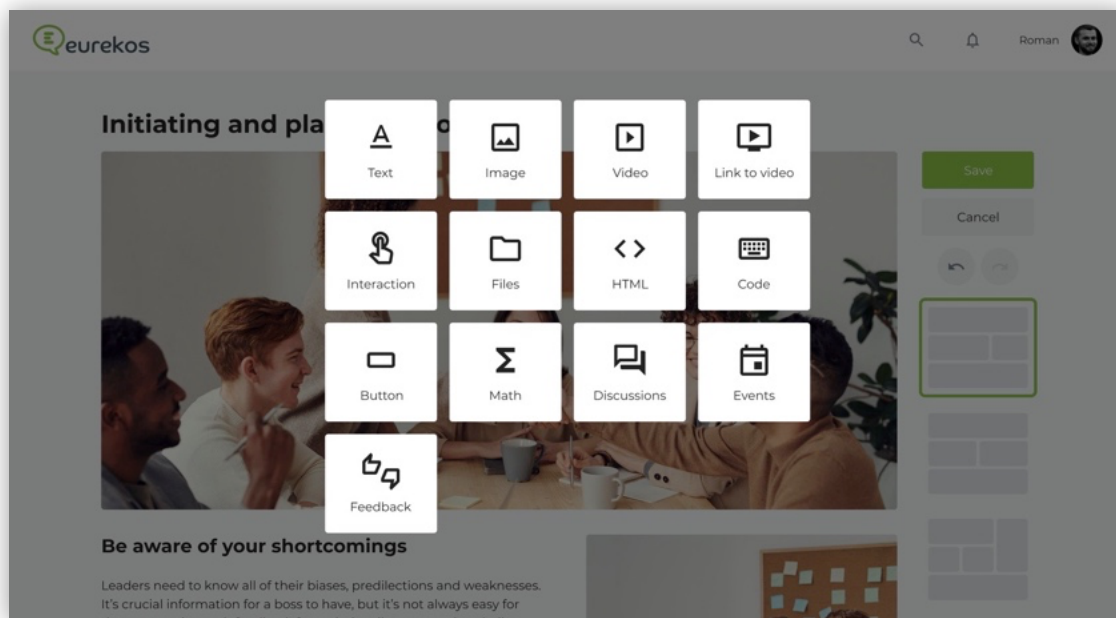 eurekos
Roman
Initiating and pla
Text
Image
Video
Link to video
Save
Cancel
Interaction
Files
HTML
Code
Button
Math
Discussions
Events
Feedback
Be aware of your shortcomings
Leaders need to know all of their biases, predilections and weaknesses.
It's crucial information for a boss to have, but it's not always easy for